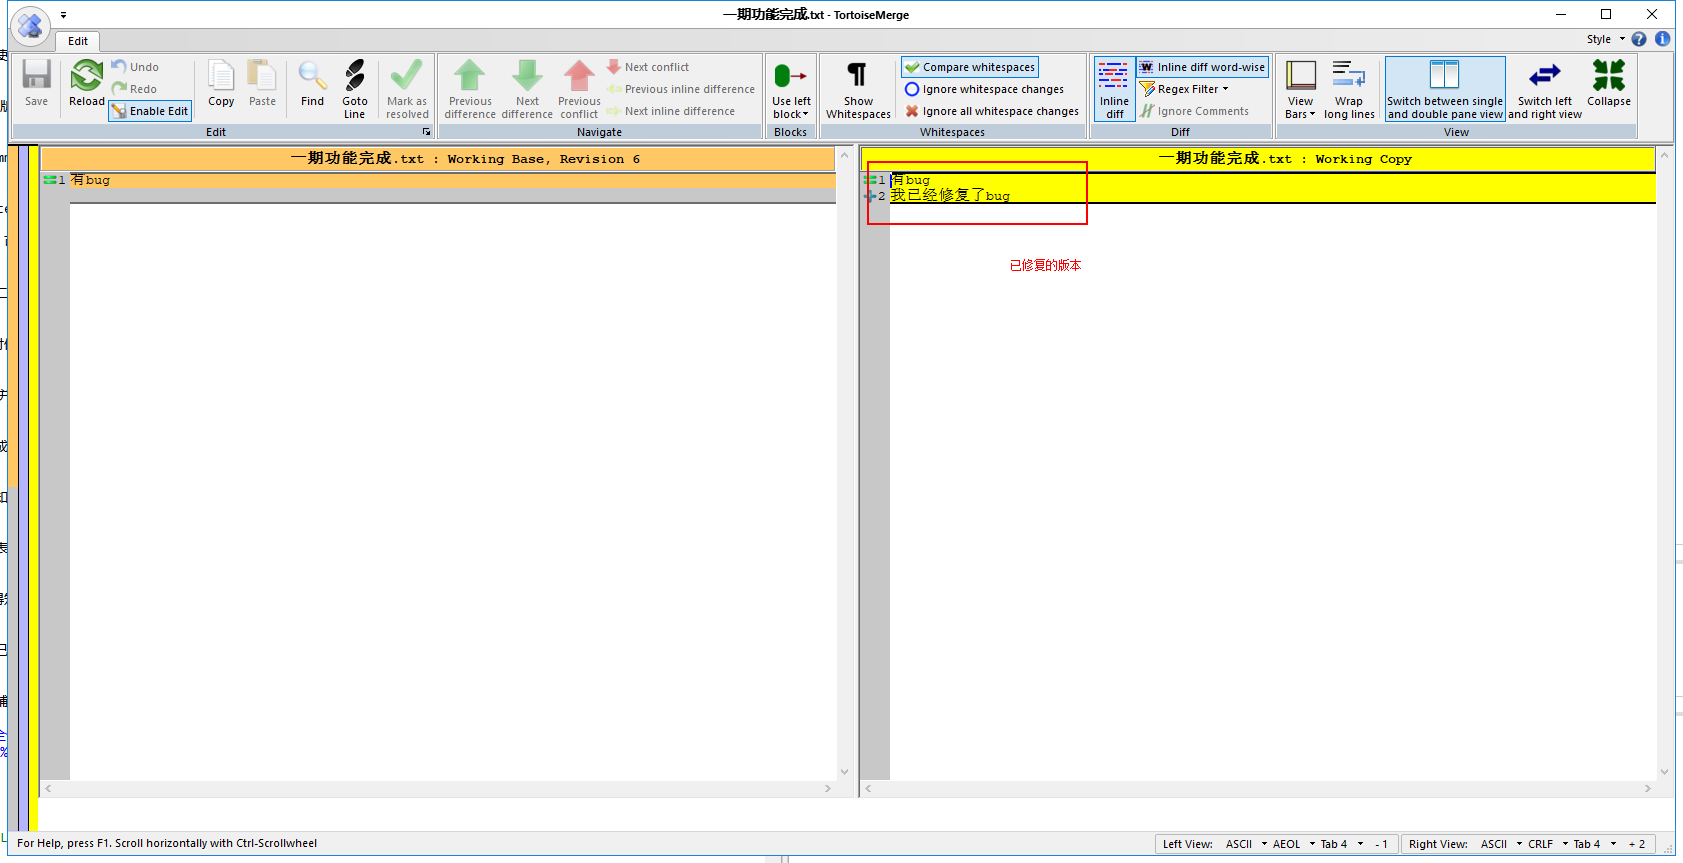 一期功能完成.txt - TortoiseMerge
Edit
Style
Save
Reload
Undo
Redo
Enable Edit
Copy
Paste
Find
Goto Line
Mark as resolved
Edit
Previous difference
Next difference
Previous conflict
Next conflict
Previous inline difference
Next inline difference
Navigate
Use left block
Blocks
Show Whitespaces
Compare whitespaces
Ignore whitespace changes
Ignore all whitespace changes
Whitespaces
Inline diff
Inline diff word-wise
Regex Filter
Ignore Comments
Diff
View Bars
Wrap long lines
Switch between single and double pane view
Switch left and right view
Collapse
View
一期功能完成.txt : Working Base, Revision 6
1 有bug
一期功能完成.txt : Working Copy
1 有bug
2 我已经修复了bug
已修复的版本
For Help, press F1. Scroll horizontally with Ctrl-Scrollwheel
Left View: ASCII AEOL Tab 4 - 1
Right View: ASCII CRLF Tab 4 + 2